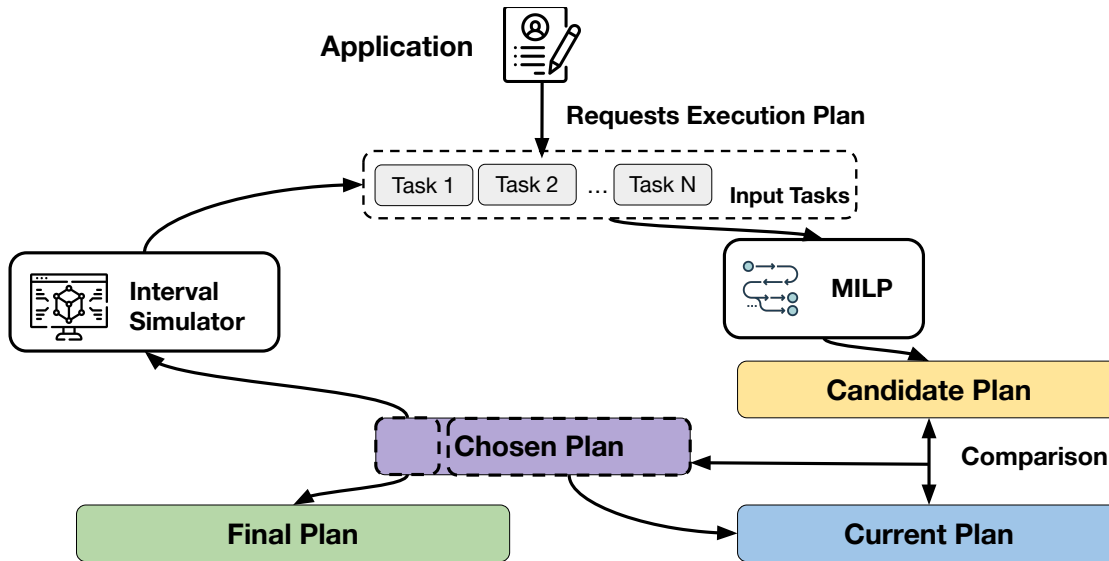 Application
Requests Execution Plan
Task 1 Task 2 ... Task N
Input Tasks
Interval
Simulator
MILP
Candidate Plan
Chosen Plan
Comparison
Final Plan
Current Plan